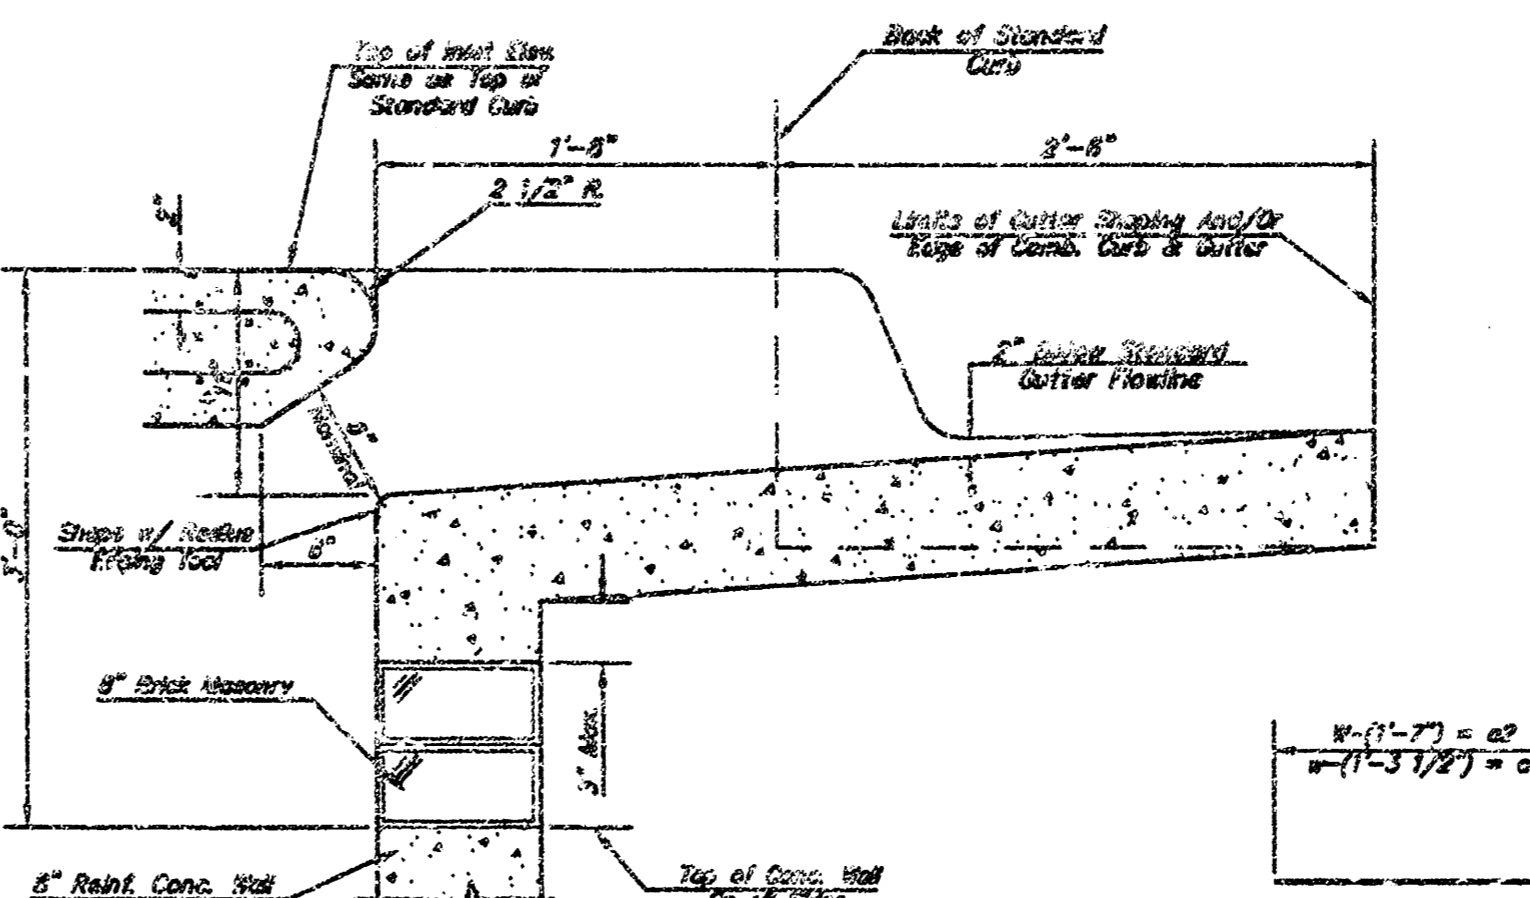 Top of Inlet Elev.
Same as Top of
Standard Curb
Back of Standard
Curb
1'-6"
2'-6"
2 1/2" R.
Limits of Gutter Shaping And/Or
Edge of Comb. Curb & Gutter
2" Below Standard
Gutter Flowline
Shape w/ Radius
Edging Tool
6"
8" Brick Masonry
Max.
W-(1'-7") =
w-(1'-3 1/2") =
8" Reinf. Conc. Wall
Top of Conc. Wall